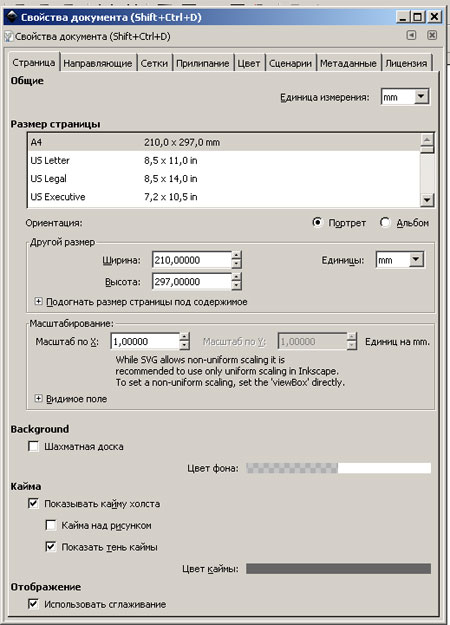 Свойства документа (Shift+Ctrl+D)
Свойства документа (Shift+Ctrl+D)
Страница Направляющие Сетки Прилипание Цвет Сценарии Метаданные Лицензия
Общие
Единица измерения: mm
Размер страницы
A4 210,0 x 297,0 mm
US Letter 8,5 x 11,0 in
US Legal 8,5 x 14,0 in
US Executive 7,2 x 10,5 in
Ориентация: Портрет Альбом
Другой размер
Ширина: 210,00000 Единицы: mm
Высота: 297,00000
Подогнать размер страницы под содержимое
Масштабирование:
Масштаб по X: 1,00000 Масштаб по Y: 1,00000 Единиц на mm.
While SVG allows non-uniform scaling it is
recommended to use only uniform scaling in Inkscape.
To set a non-uniform scaling, set the 'viewBox' directly.
Видимое поле
Background
Шахматная доска
Цвет фона:
Кайма
Показывать кайму холста
Кайма над рисунком
Показать тень каймы
Цвет каймы:
Отображение
Использовать сглаживание